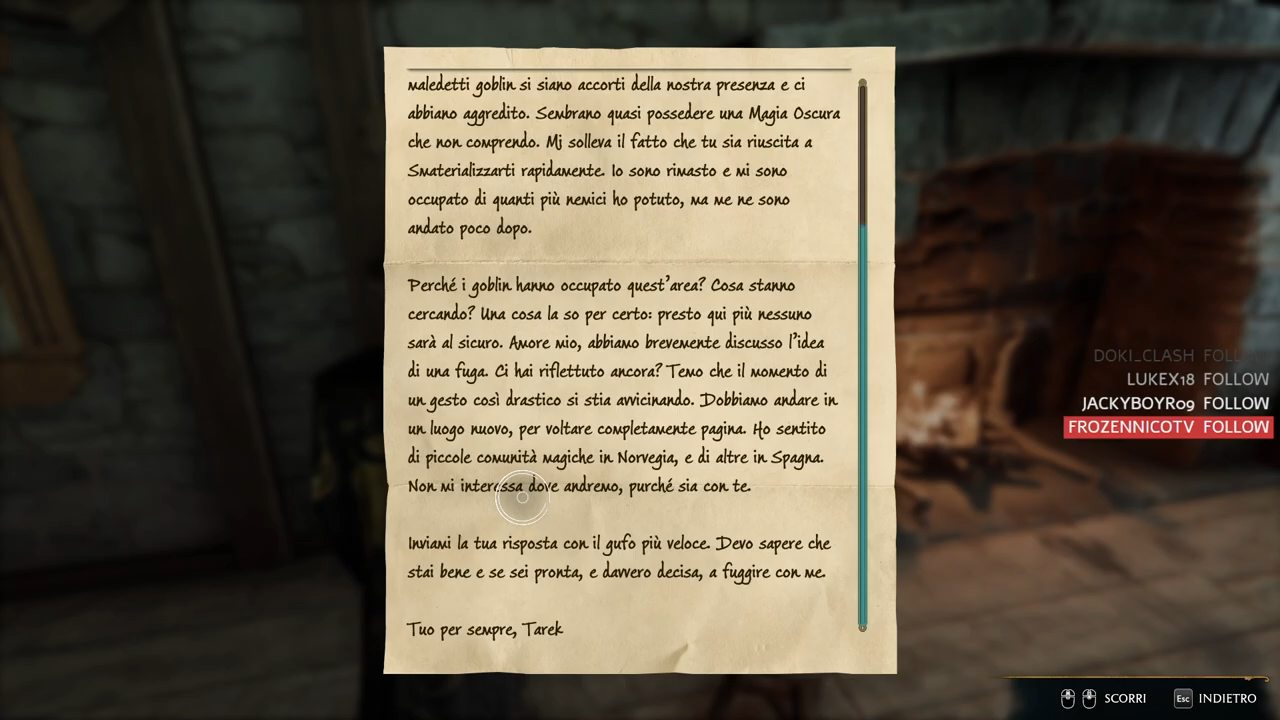 maledetti goblin si siano accorti della nostra presenza e ci
abbiano aggredito. Sembrano quasi possedere una Magia Oscura
che non comprendo. Mi solleva il fatto che tu sia riuscita a
Smaterializzarti rapidamente. Io sono rimasto e mi sono
occupato di quanti più nemici ho potuto, ma me ne sono
andato poco dopo.
Perché i goblin hanno occupato quest'area? Cosa stanno
cercando? Una cosa la so per certo: presto qui più nessuno
sarà al sicuro. Amore mio, abbiamo brevemente discusso l'idea
di una fuga. Ci hai riflettuto ancora? Temo che il momento di
un gesto così drastico si stia avvicinando. Dobbiamo andare in
un luogo nuovo, per voltare completamente pagina. Ho sentito
di piccole comunità magiche in Norvegia, e di altre in Spagna.
Non mi interessa dove andremo, purché sia con te.
Inviami la tua risposta con il gufo più veloce. Devo sapere che
stai bene e se sei pronta, e davvero decisa, a fuggire con me.
Tuo per sempre, Tarek
DOKI_CLASH FOLLOW
LUKEX18 FOLLOW
JACKYBOYR09 FOLLOW
FROZENNICOTV FOLLOW
SCORRI
Esc INDIETRO